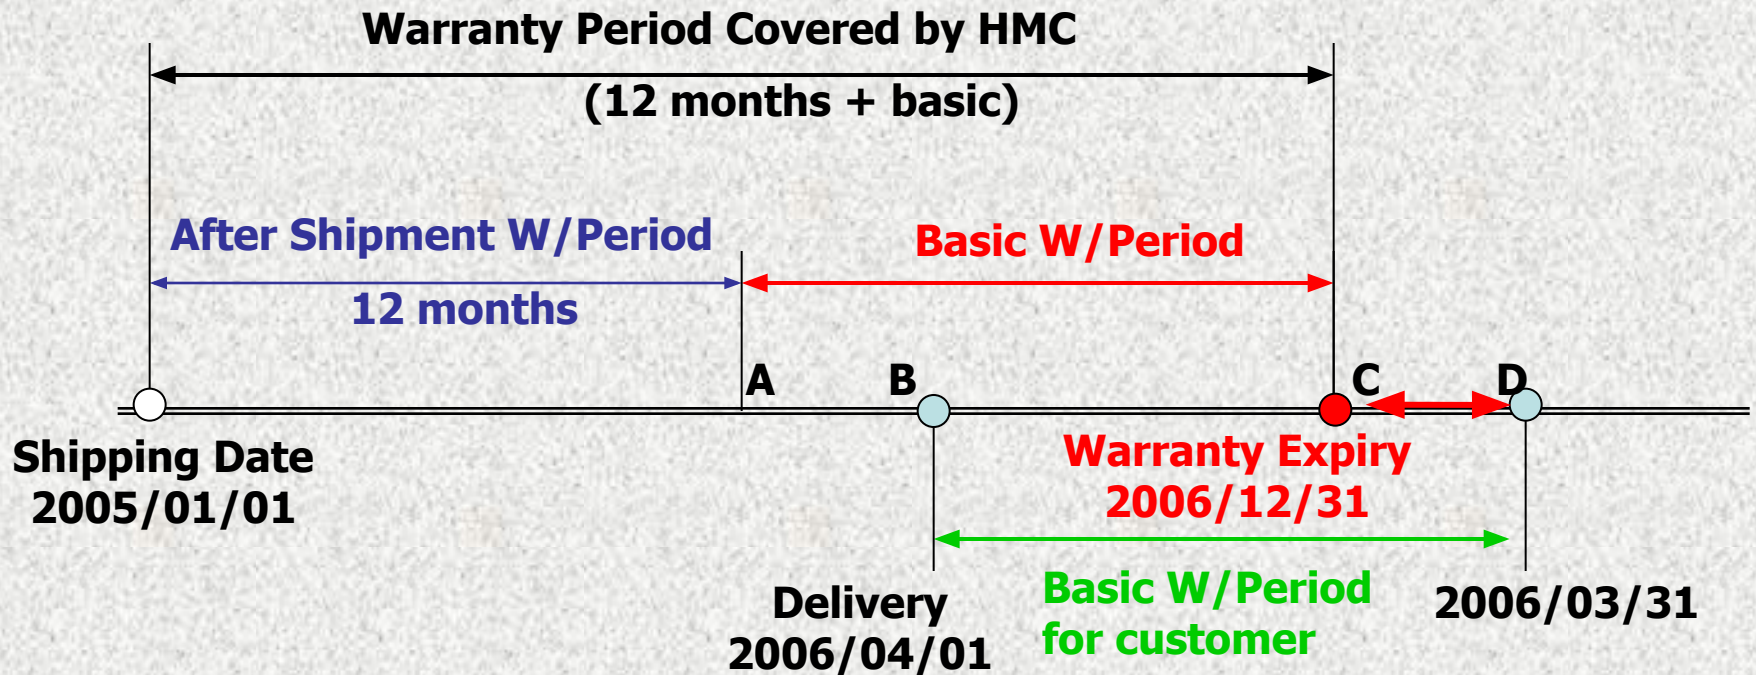 Warranty Period Covered by HMC
(12 months + basic)
After Shipment W/Period
12 months
Basic W/Period
A
B
C
D
Shipping Date
2005/01/01
Warranty Expiry
2006/12/31
Delivery
2006/04/01
Basic W/Period
for customer
2006/03/31